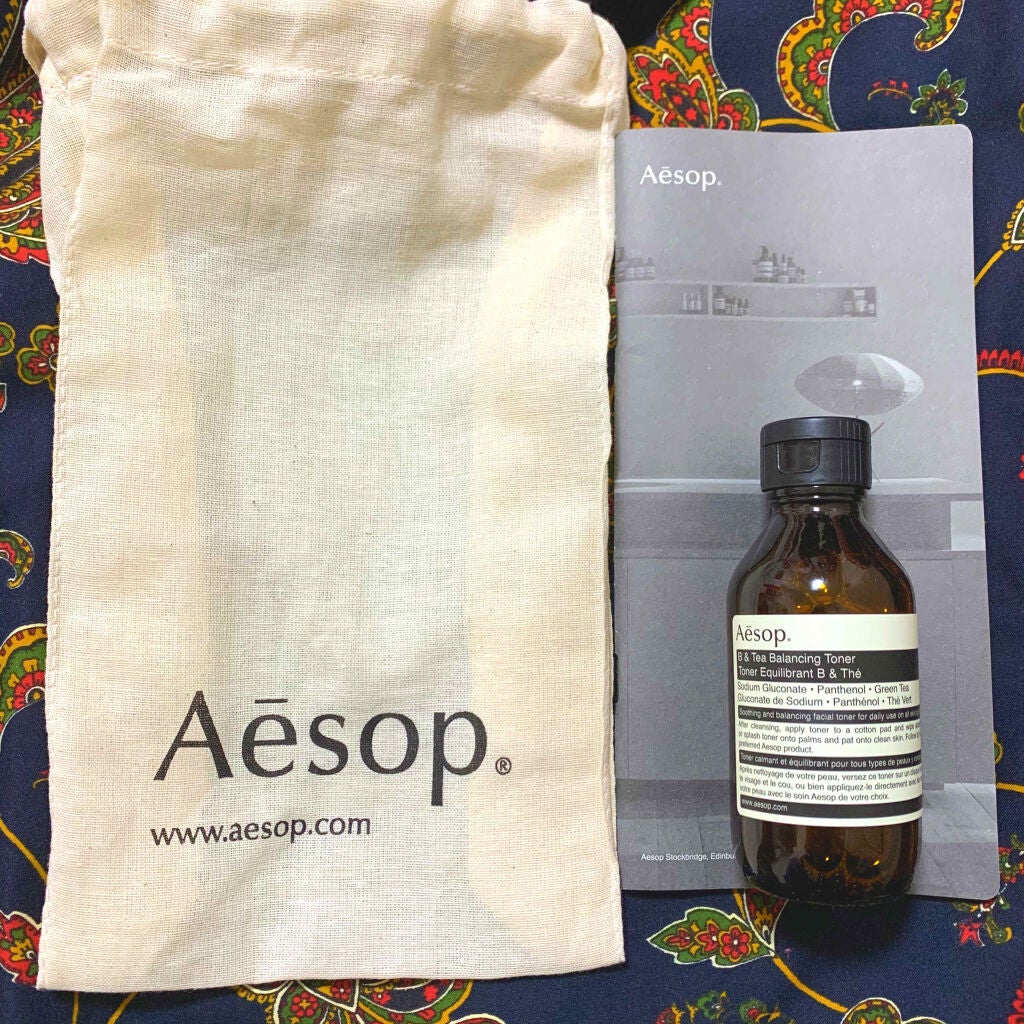 Aēsop®
www.aesop.com
Aēsop®
Aesop Stockbridge,
Aēsop®
B & Tea Balancing Toner
Toner Equilibrant B & Thé
Sodium Gluconate • Panthenol • Green Tea
Gluconate de Sodium • Panthénol • Thé Vert
Soothing and balancing facial toner for daily use on all skin
After cleansing, apply toner to a cotton pad and wipe
or splash toner onto palms and pat onto clean skin. Follow
preferred Aesop product.
Toner calmant et équilibrant pour tous types de peaux y
Après nettoyage de votre peau, versez ce toner sur un
le visage et le cou, ou bien appliquez-le directement avec
votre peau avec le soin Aesop de votre choix.
www.aesop.com